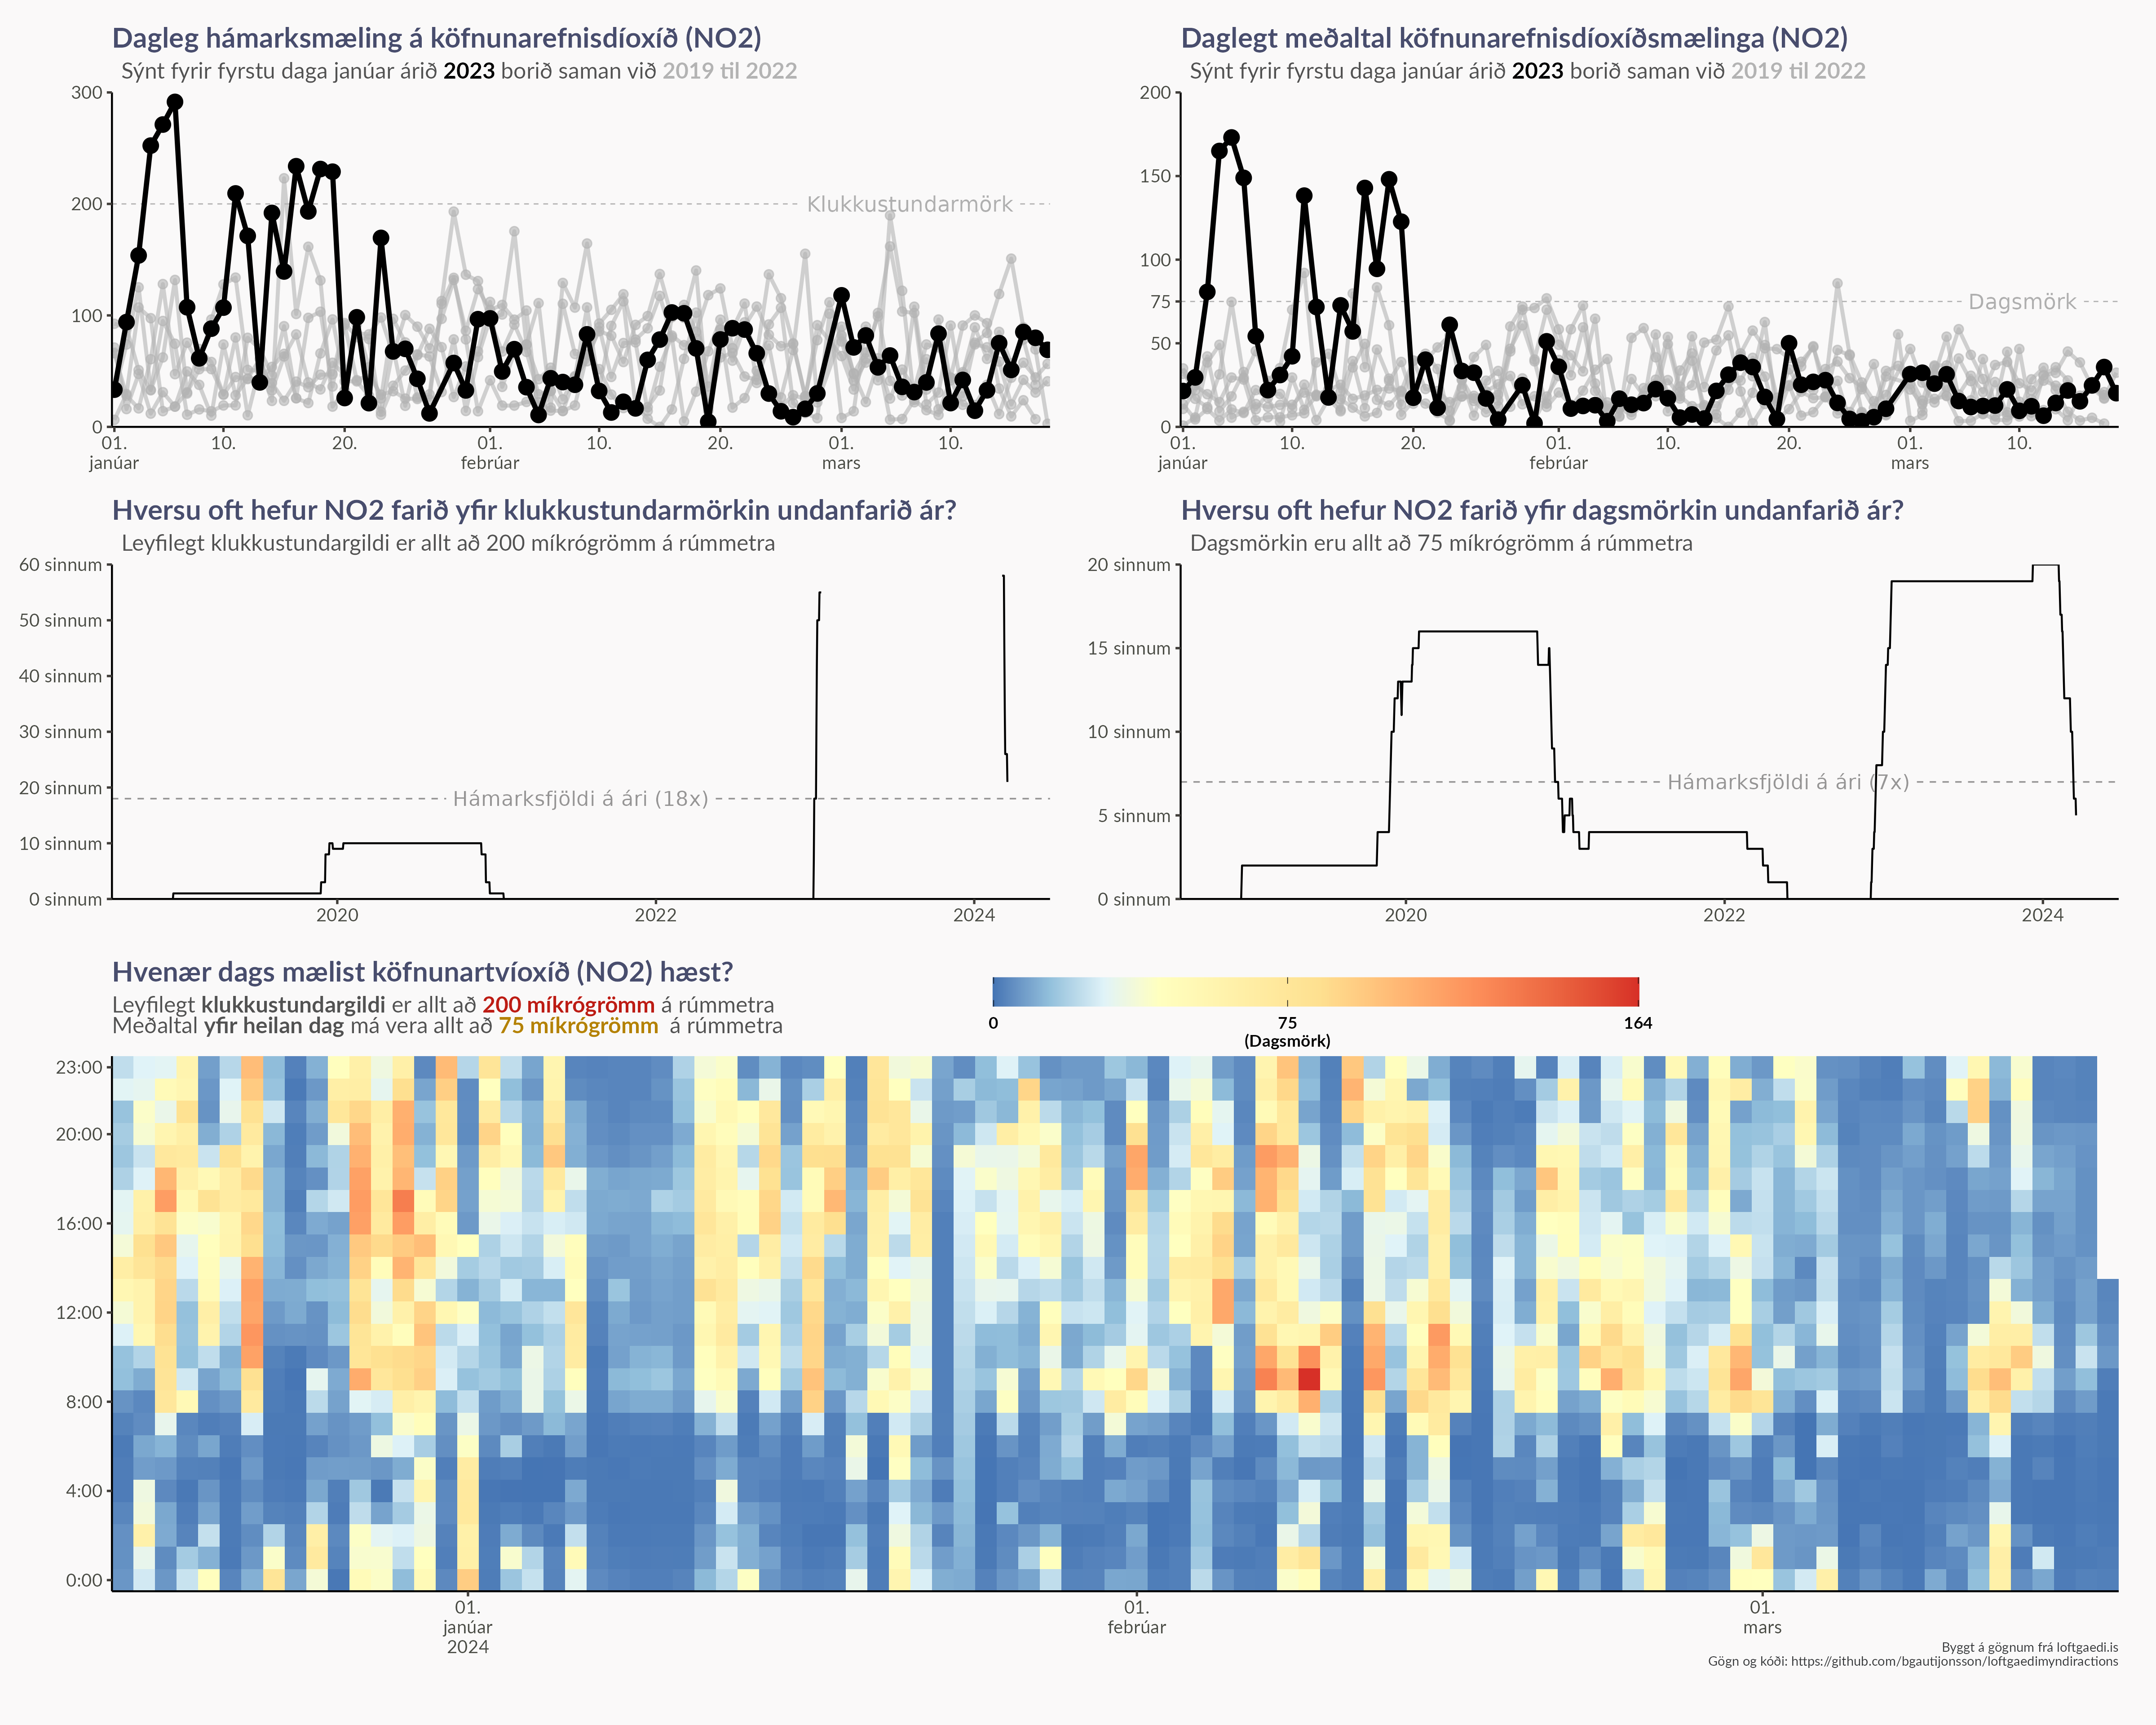 Dagleg hámarksmæling á köfnunarefnisdíoxíð (NO2)
Sýnt fyrir fyrstu daga janúar árið 2023 borið saman við 2019 til 2022
300
200
100
0
Klukkustundarmörk
01. 10. 20. 01. 10. 20. 01. 10.
janúar febrúar mars
Daglegt meðaltal köfnunarefnisdíoxíðsmælinga (NO2)
Sýnt fyrir fyrstu daga janúar árið 2023 borið saman við 2019 til 2022
200
150
100
75
50
0
Dagsmörk
01. 10. 20. 01. 10. 20. 01. 10.
janúar febrúar mars
Hversu oft hefur NO2 farið yfir klukkustundarmörkin undanfarið ár?
Leyfilegt klukkustundargildi er allt að 200 míkrógrömm á rúmmetra
60 sinnum
50 sinnum
40 sinnum
30 sinnum
20 sinnum
10 sinnum
0 sinnum
Hámarksfjöldi á ári (18x)
2020 2022 2024
Hversu oft hefur NO2 farið yfir dagsmörkin undanfarið ár?
Dagsmörkin eru allt að 75 míkrógrömm á rúmmetra
20 sinnum
15 sinnum
10 sinnum
5 sinnum
0 sinnum
Hámarksfjöldi á ári (7x)
2020 2022 2024
Hvenær dags mælist köfnunartvíoxíð (NO2) hæst?
Leyfilegt klukkustundargildi er allt að 200 míkrógrömm á rúmmetra
Meðaltal yfir heilan dag má vera allt að 75 míkrógrömm á rúmmetra
0 75 164
(Dagsmörk)
23:00
20:00
16:00
12:00
8:00
4:00
0:00
01. 01. 01.
janúar febrúar mars
2024
Byggt á gögnum frá loftgaedi.is
Gögn og kóði: https://github.com/bgautijonsson/loftgaedimyndiractions